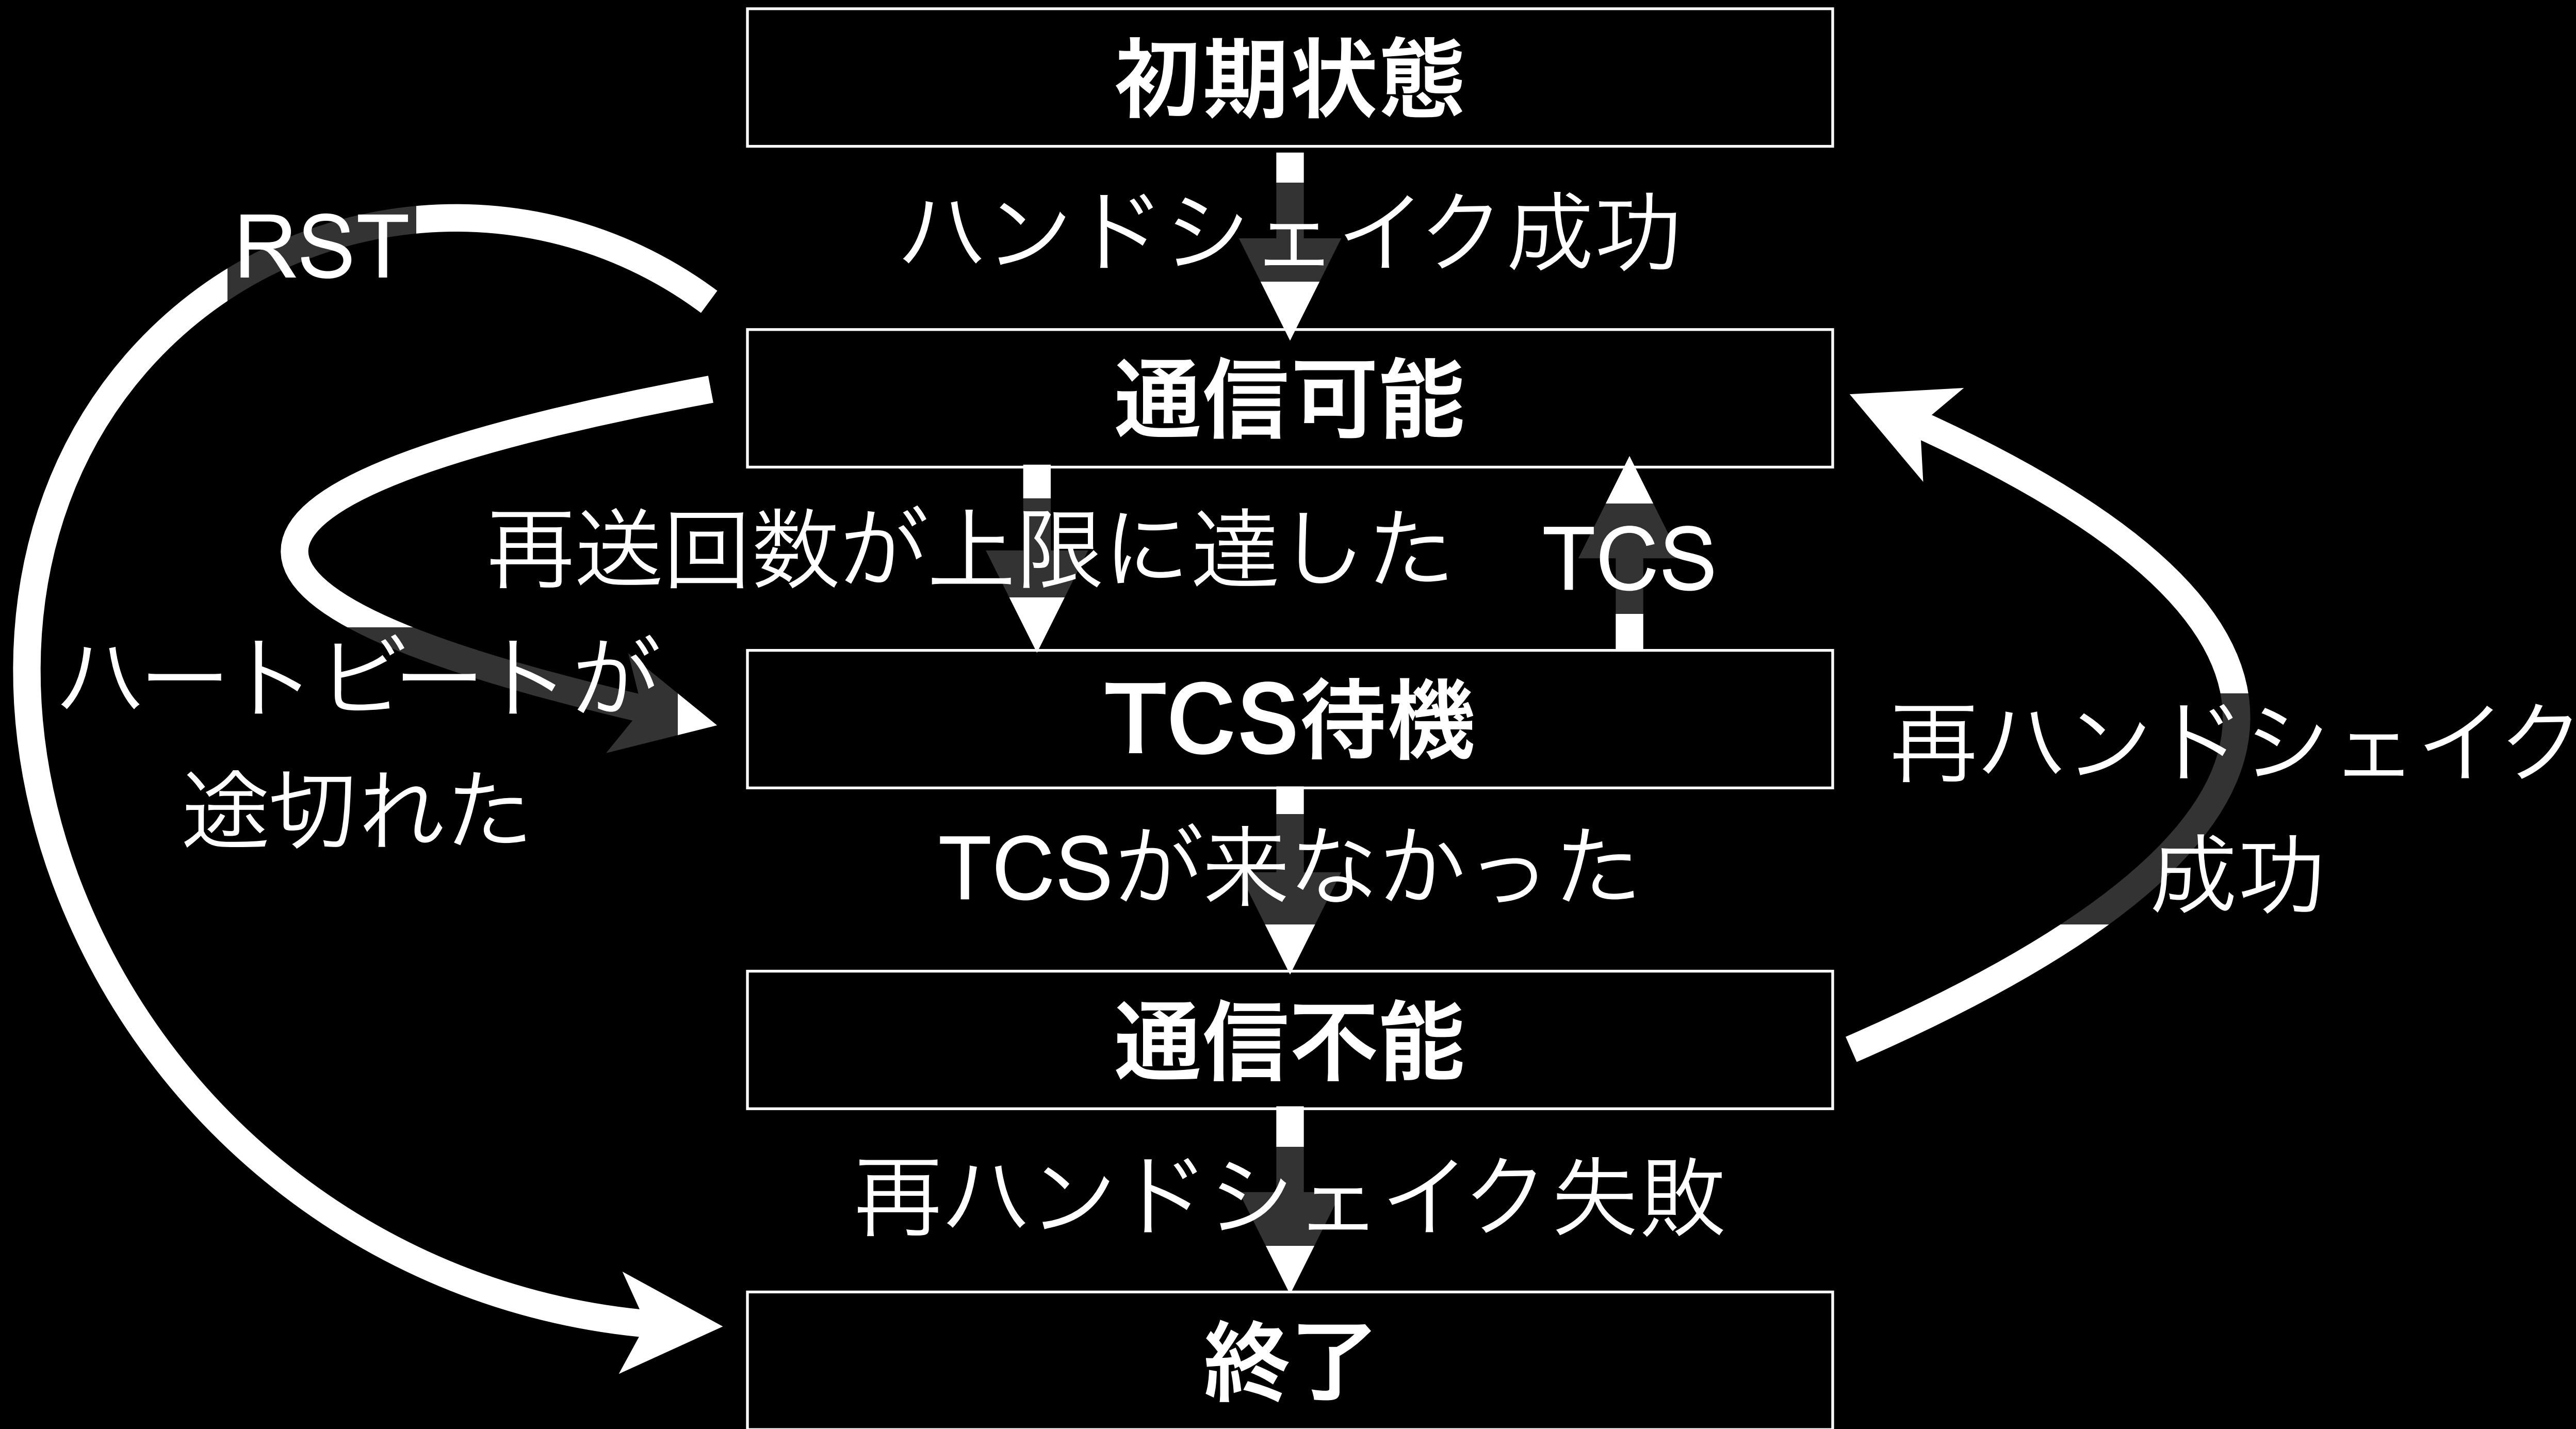 初期状態
ハンドシェイク成功
RST
通信可能
再送回数が上限に達した
TCS
ハートビートが
途切れた
TCS待機
再ハンドシェイク
成功
TCSが来なかった
通信不能
再ハンドシェイク失敗
終了